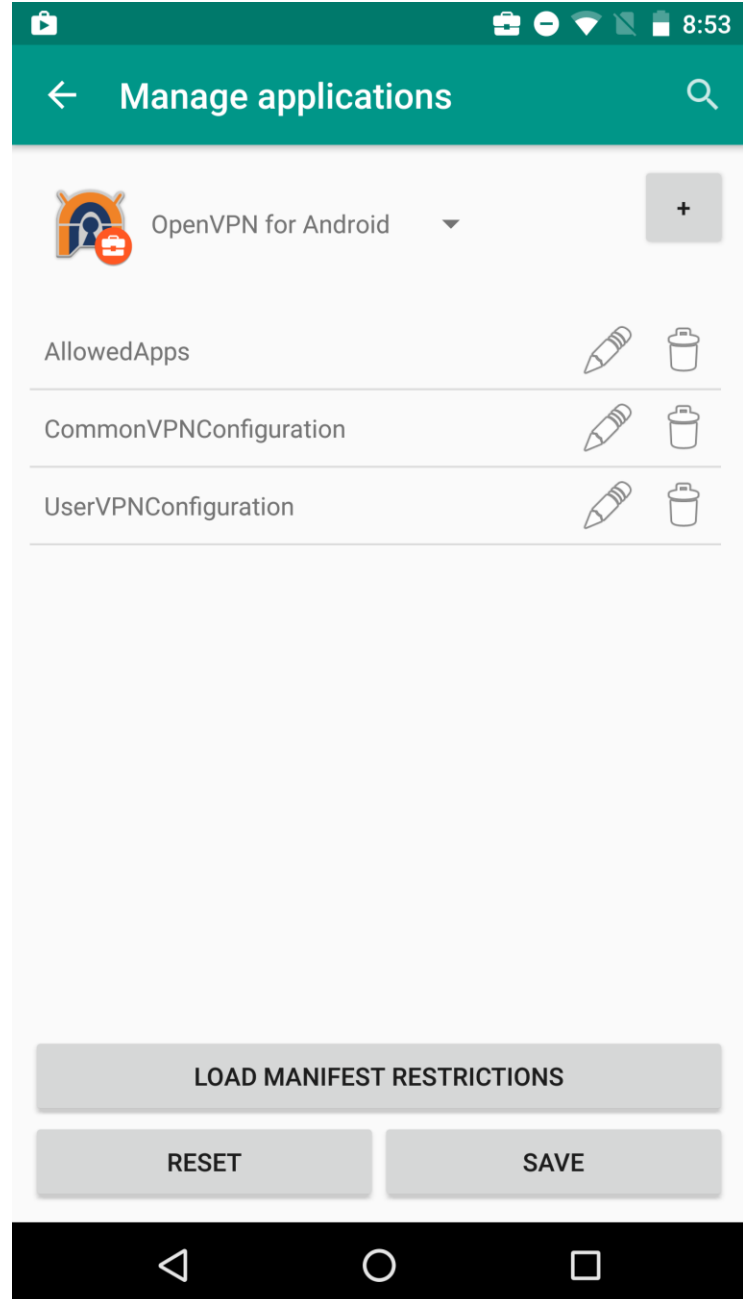 8:53
Manage applications
OpenVPN for Android
+
AllowedApps
CommonVPNConfiguration
UserVPNConfiguration
LOAD MANIFEST RESTRICTIONS
RESET
SAVE